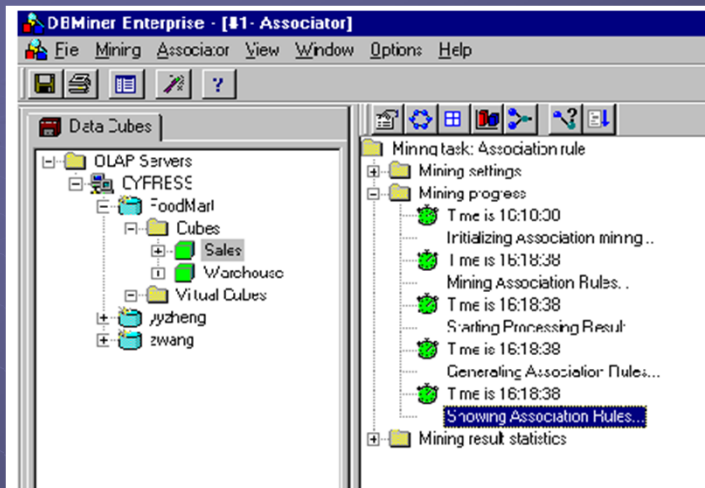 DBMiner Enterprise - [#1- Associator]
File Mining Associator View Window Options Help
Data Cubes
OLAP Servers
CYPRESS
FoodMart
Cubes
Sales
Warehouse
Virtual Cubes
yyzheng
zwang
Mining task: Association rule
Mining settings
Mining progress
Time is
Initializing Association mining...
Time is 16:18:38
Mining Association Rules...
Time is 16:18:38
Starting Processing Result
Time is 16:18:38
Generating Association Rules...
Time is 16:18:38
Showing Association Rules...
Mining result statistics